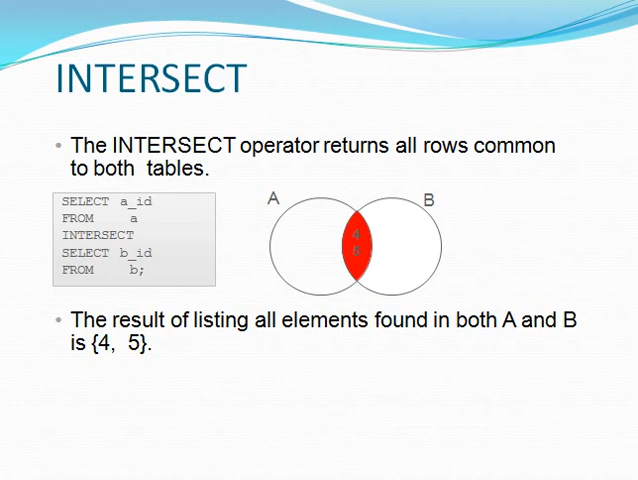 INTERSECT
• The INTERSECT operator returns all rows common
to both tables.
SELECT a_id
FROM a
INTERSECT
SELECT b_id
FROM b;
A
B
4
5
• The result of listing all elements found in both A and B
is {4, 5}.